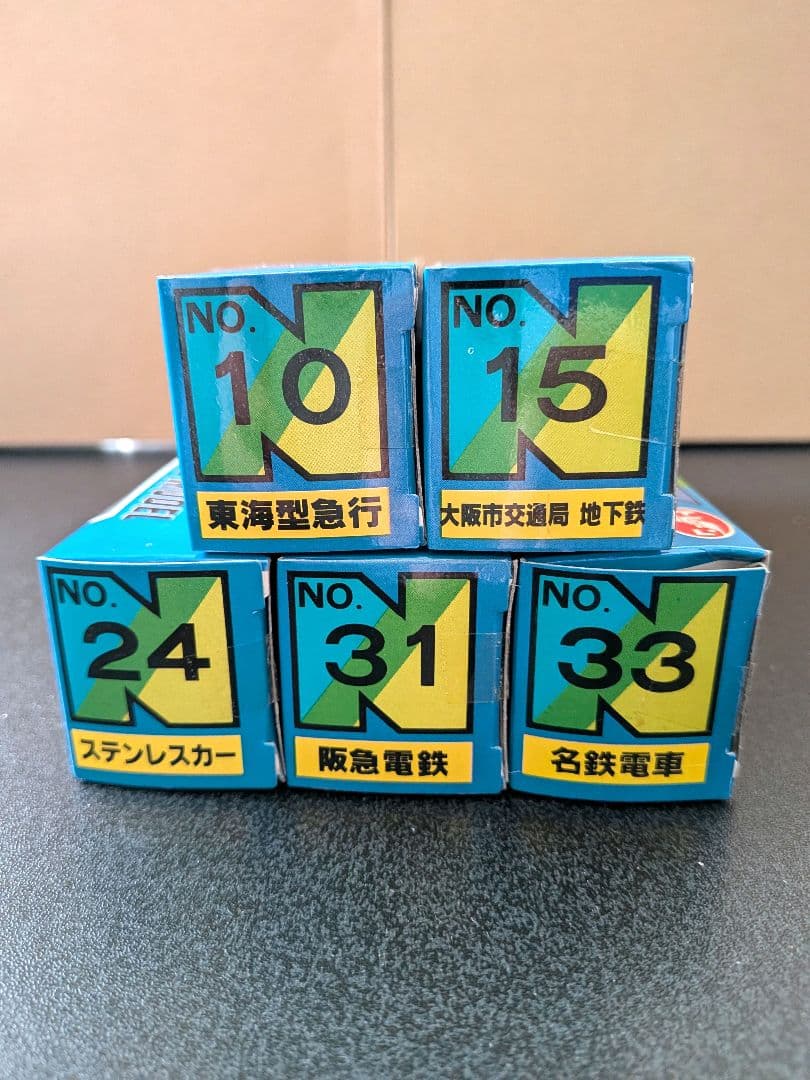 NO.
10
東海型急行
NO.
15
大阪市交通局 地下鉄
NO.
24
ステンレスカー
NO.
31
阪急電鉄
NO.
33
名鉄電車